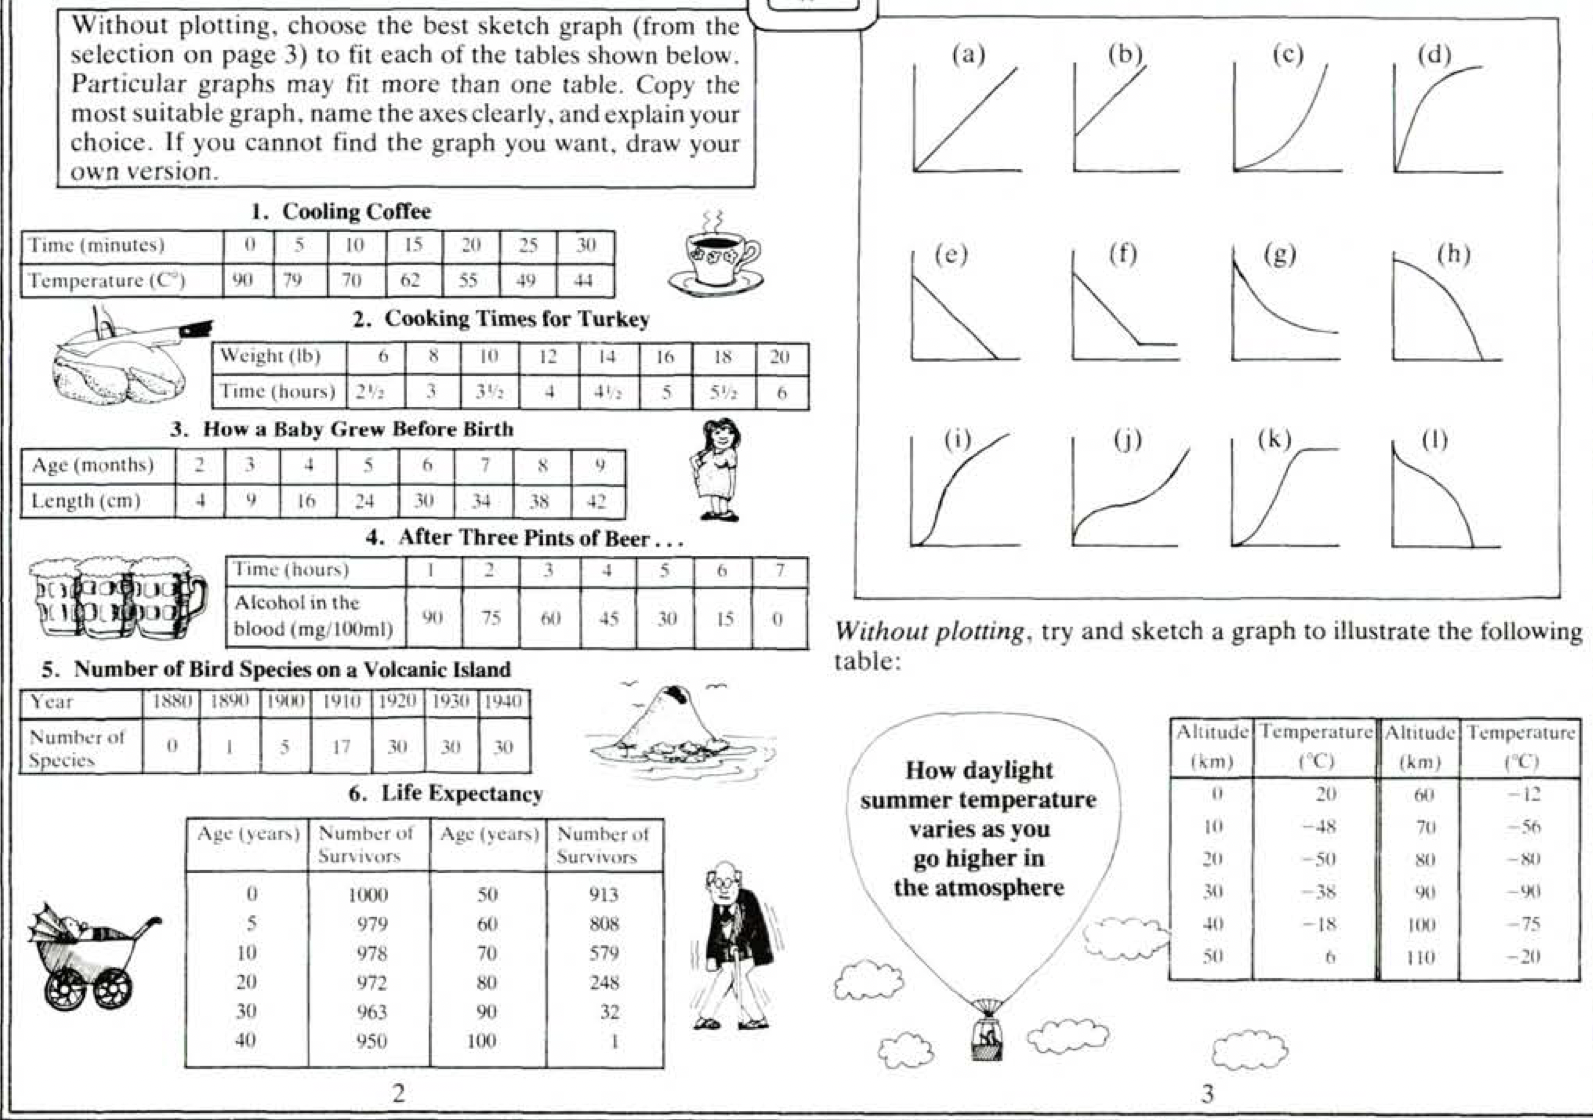 Without plotting, choose the best sketch graph (from the
selection on page 3) to fit each of the tables shown below.
Particular graphs may fit more than one table. Copy the
most suitable graph, name the axes clearly, and explain your
choice. If you cannot find the graph you want, draw your
own version.
1. Cooling Coffee
Time (minutes) 0 5 10 15 20 25 30
Temperature (C°) 90 79 70 62 55 49 44
2. Cooking Times for Turkey
Weight (lb) 6 8 10 12 14 16 18 20
Time (hours) 2½ 3 3½ 4 4½ 5 5½ 6
3. How a Baby Grew Before Birth
Age (months) 2 3 4 5 6 7 8 9
Length (cm) 4 9 16 24 30 34 38 42
4. After Three Pints of Beer . . .
Time (hours) 1 2 3 4 5 6 7
Alcohol in the
blood (mg/100ml) 90 75 60 45 30 15 0
5. Number of Bird Species on a Volcanic Island
Year 1880 1890 1900 1910 1920 1930 1940
Number of
Species 0 1 5 17 30 30 30
6. Life Expectancy
Age (years) Number of Age (years) Number of
Survivors Survivors
0 1000 50 913
5 979 60 808
10 978 70 579
20 972 80 248
30 963 90 32
40 950 100 1
2
(a) (b) (c) (d)
(e) (f) (g) (h)
(i) (j) (k) (l)
Without plotting, try and sketch a graph to illustrate the following
table:
How daylight
summer temperature
varies as you
go higher in
the atmosphere
Altitude Temperature Altitude Temperature
(km) (°C) (km) (°C)
0 20 60 −12
10 −48 70 −56
20 −50 80 −80
30 −38 90 −90
40 −18 100 −75
50 6 110 −20
3